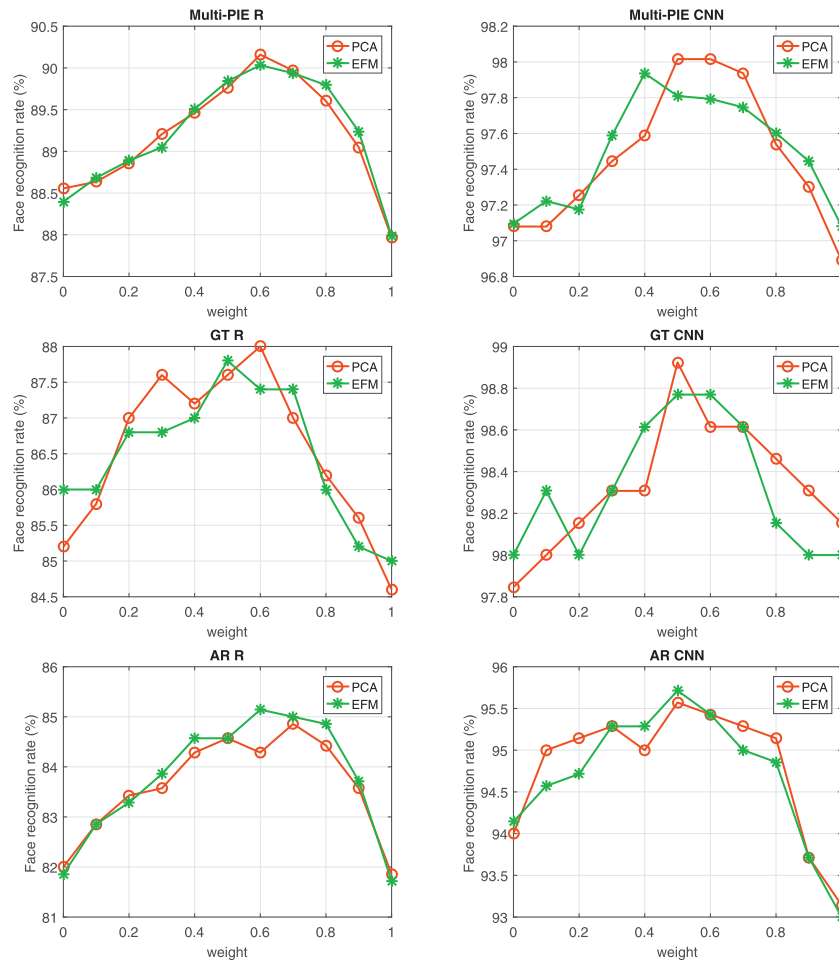 Multi-PIE R
Face recognition rate (%)
90.5
90
89.5
89
88.5
88
87.5
0 0.2 0.4 0.6 0.8 1
weight
PCA
EFM
Multi-PIE CNN
Face recognition rate (%)
98.2
98
97.8
97.6
97.4
97.2
97
96.8
0 0.2 0.4 0.6 0.8
weight
PCA
EFM
GT R
Face recognition rate (%)
88
87.5
87
86.5
86
85.5
85
84.5
0 0.2 0.4 0.6 0.8 1
weight
PCA
EFM
GT CNN
Face recognition rate (%)
99
98.8
98.6
98.4
98.2
98
97.8
0 0.2 0.4 0.6 0.8
weight
PCA
EFM
AR R
Face recognition rate (%)
86
85
84
83
82
81
0 0.2 0.4 0.6 0.8 1
weight
PCA
EFM
AR CNN
Face recognition rate (%)
96
95.5
95
94.5
94
93.5
93
0 0.2 0.4 0.6 0.8
weight
PCA
EFM